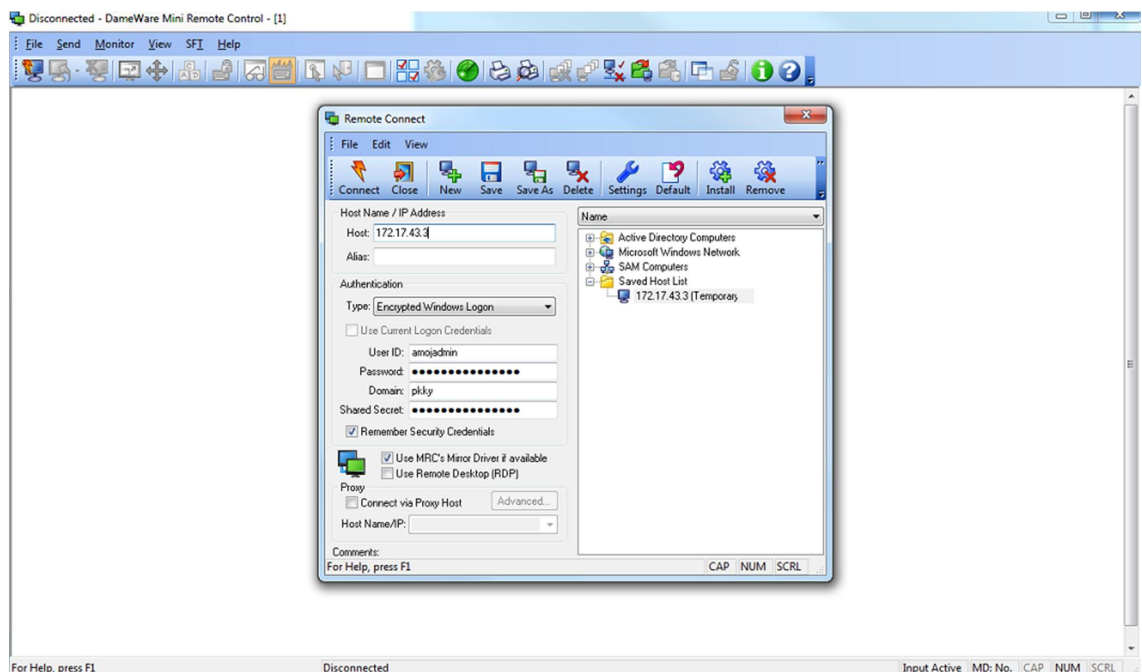 Disconnected - DameWare Mini Remote Control - [1]
File Send Monitor View SFT Help
Remote Connect
File Edit View
Connect Close New Save Save As Delete Settings Default Install Remove
Host Name / IP Address
Host: 172.17.43.3
Alias:
Authentication
Type: Encrypted Windows Logon
Use Current Logon Credentials
User ID: amojadmin
Password: ●●●●●●●●●●●●●●●
Domain: pkky
Shared Secret: ●●●●●●●●●●●●●●●
Remember Security Credentials
Use MRC's Mirror Driver if available
Use Remote Desktop (RDP)
Proxy
Connect via Proxy Host Advanced...
Host Name/IP:
Comments:
Name
Active Directory Computers
Microsoft Windows Network
SAM Computers
Saved Host List
172.17.43.3 (Temporary
For Help, press F1 CAP NUM SCRL
For Help, press F1 Disconnected Input Active MD: No. CAP NUM SCRL